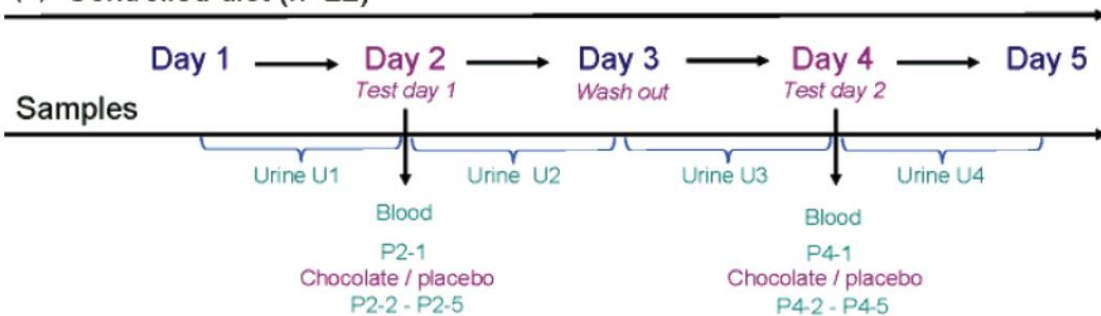 Day 1 Day 2 Day 3 Day 4 Day 5
Test day 1 Wash out Test day 2
Samples
Urine U1 Urine U2 Urine U3 Urine U4
Blood Blood
P2-1 P4-1
Chocolate / placebo Chocolate / placebo
P2-2 - P2-5 P4-2 - P4-5